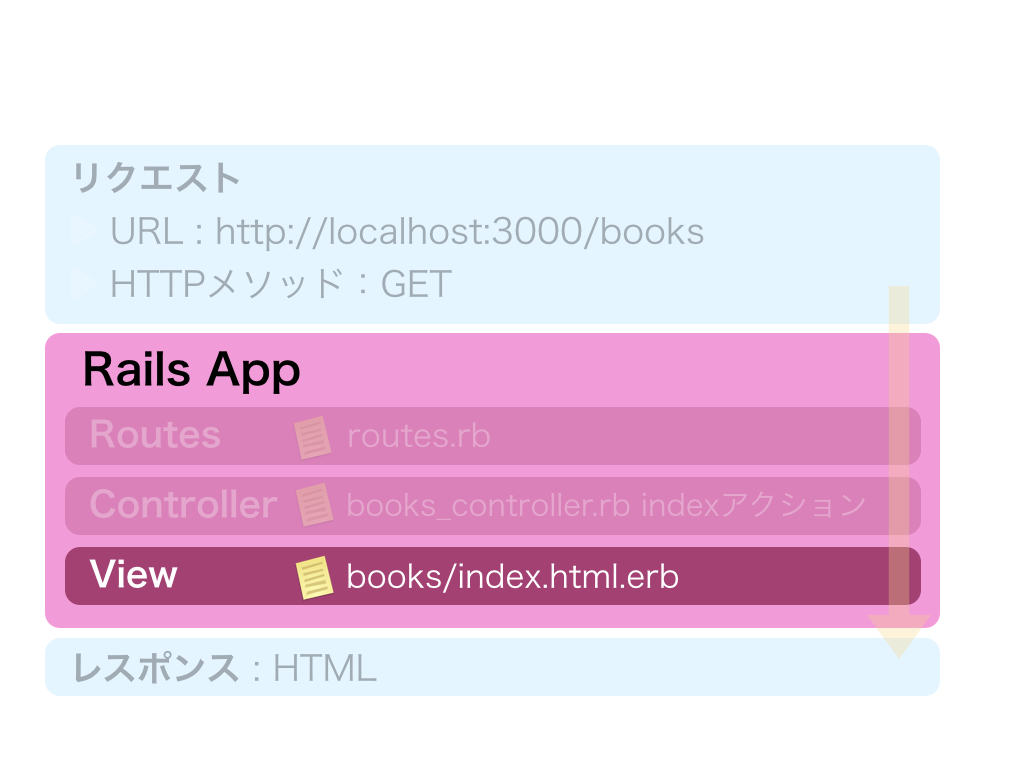 リクエスト
URL : http://localhost:3000/books
HTTPメソッド：GET
Rails App
Routes routes.rb
Controller books_controller.rb indexアクション
View books/index.html.erb
レスポンス : HTML